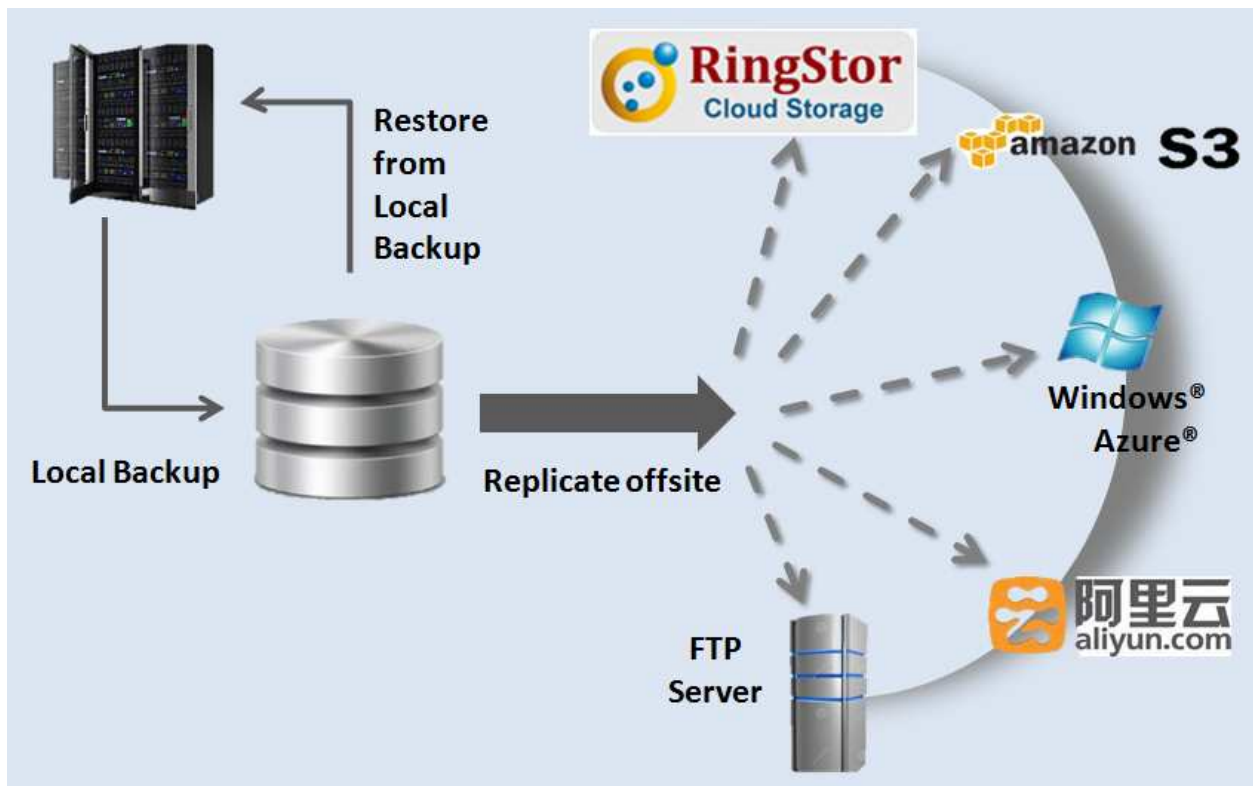 RingStor
Cloud Storage
amazon S3
Restore
from
Local
Backup
Windows®
Azure®
Local Backup
Replicate offsite
阿里云
aliyun.com
FTP
Server